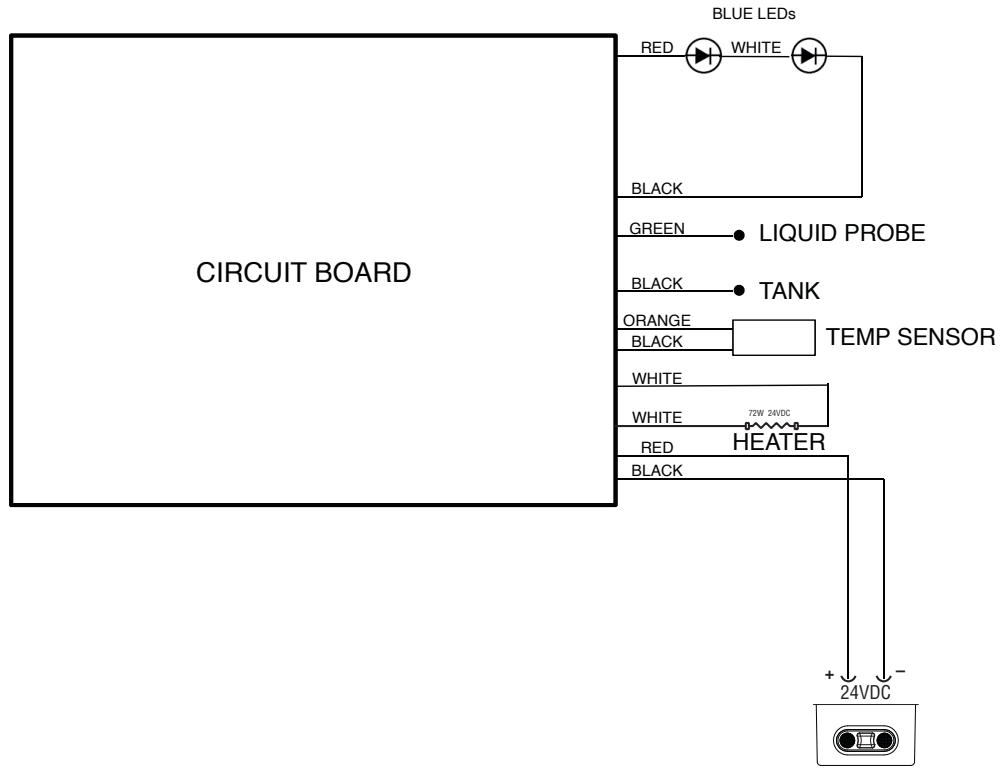 BLUE LEDs
RED WHITE
BLACK
GREEN LIQUID PROBE
CIRCUIT BOARD
BLACK TANK
ORANGE
BLACK TEMP SENSOR
WHITE
WHITE 72W 24VDC
HEATER
RED
BLACK
+ −
24VDC